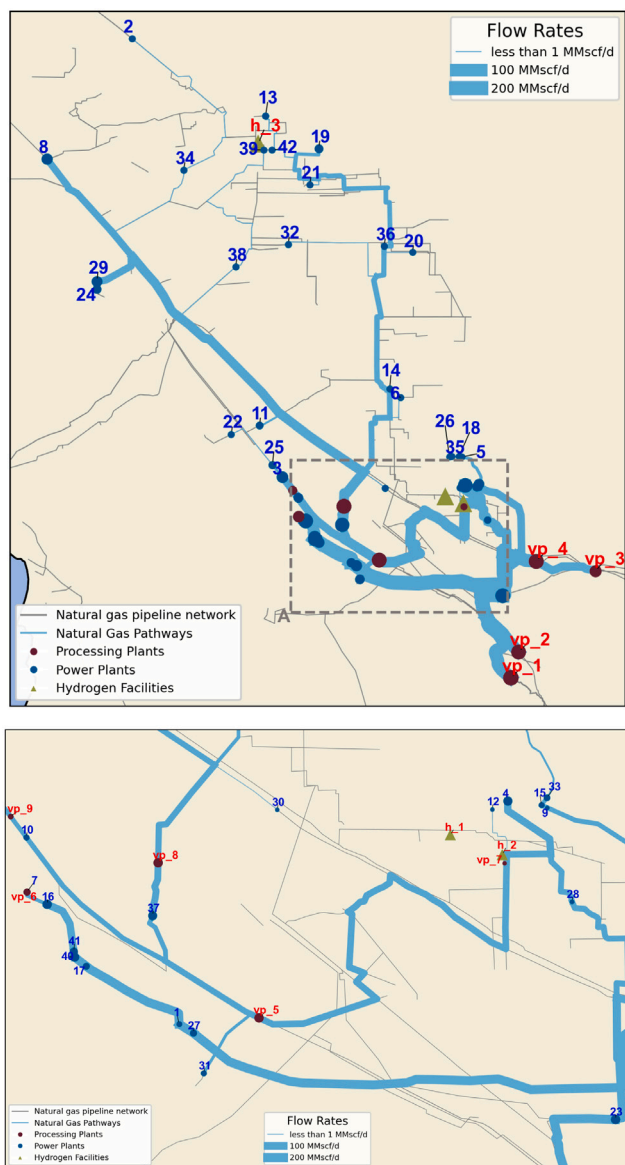 2
Flow Rates
less than 1 MMscf/d
100 MMscf/d
200 MMscf/d
13
h_3
8
34
39
42
19
21
29
24
38
32
36
20
14
6
22
11
25
3
26
35
18
5
vp_4
vp_3
A
vp_2
vp_1
Natural gas pipeline network
Natural Gas Pathways
Processing Plants
Power Plants
Hydrogen Facilities
vp_9
10
30
12
4
15
33
9
h_1
h_2
vp_7
vp_8
7
vp_6
16
37
28
41
40
17
1
27
vp_5
31
23
Natural gas pipeline network
Natural Gas Pathways
Processing Plants
Power Plants
Hydrogen Facilities
Flow Rates
less than 1 MMscf/d
100 MMscf/d
200 MMscf/d